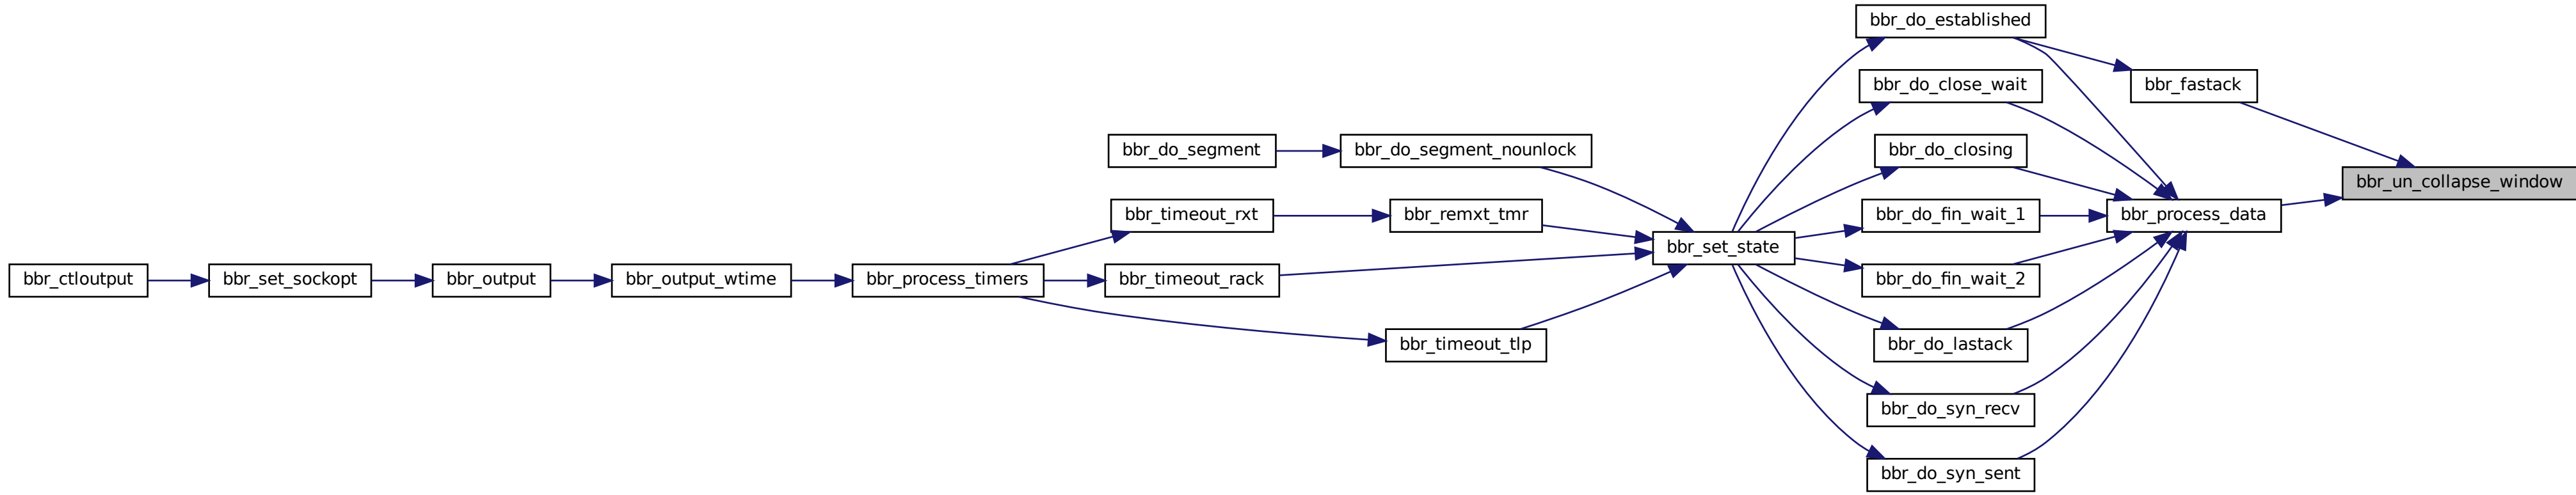 bbr_do_established
bbr_do_close_wait
bbr_fastack
bbr_do_segment
bbr_do_segment_nounlock
bbr_do_closing
bbr_un_collapse_window
bbr_timeout_rxt
bbr_remxt_tmr
bbr_do_fin_wait_1
bbr_process_data
bbr_set_state
bbr_ctloutput
bbr_set_sockopt
bbr_output
bbr_output_wtime
bbr_process_timers
bbr_timeout_rack
bbr_do_fin_wait_2
bbr_timeout_tlp
bbr_do_lastack
bbr_do_syn_recv
bbr_do_syn_sent